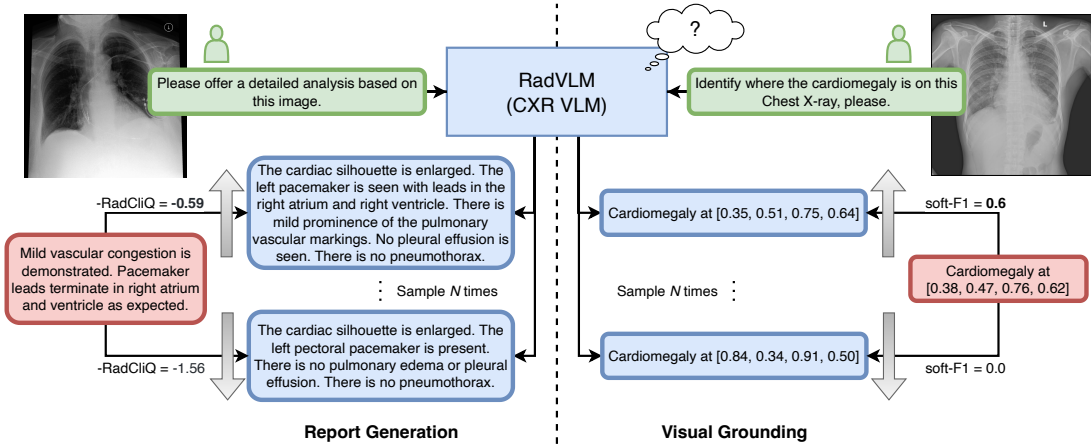 L
?
L
Please offer a detailed analysis based on
this image.
RadVLM
(CXR VLM)
Identify where the cardiomegaly is on this
Chest X-ray, please.
-RadCliQ = -0.59
The cardiac silhouette is enlarged. The
left pacemaker is seen with leads in the
right atrium and right ventricle. There is
mild prominence of the pulmonary
vascular markings. No pleural effusion is
seen. There is no pneumothorax.
Cardiomegaly at [0.35, 0.51, 0.75, 0.64]
soft-F1 = 0.6
Mild vascular congestion is
demonstrated. Pacemaker
leads terminate in right atrium
and ventricle as expected.
Sample N times
Sample N times
Cardiomegaly at
[0.38, 0.47, 0.76, 0.62]
-RadCliQ = -1.56
The cardiac silhouette is enlarged. The
left pectoral pacemaker is present.
There is no pulmonary edema or pleural
effusion. There is no pneumothorax.
Cardiomegaly at [0.84, 0.34, 0.91, 0.50]
soft-F1 = 0.0
Report Generation
Visual Grounding